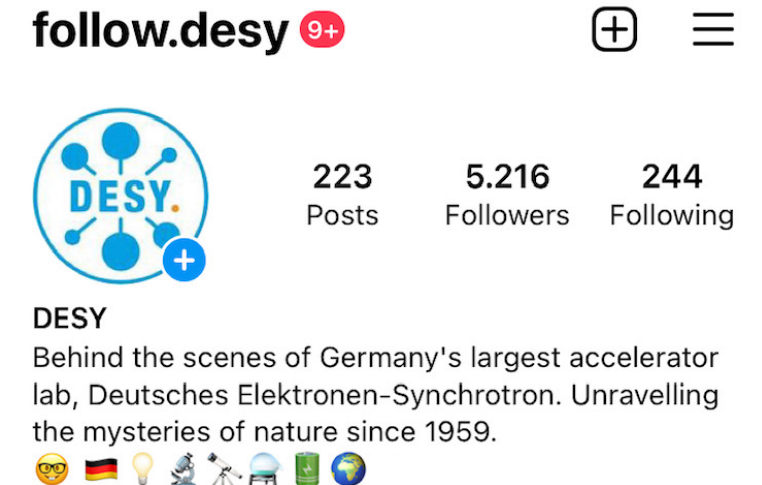 follow.desy 9+
DESY.
223 5.216 244
Posts Followers Following
DESY
Behind the scenes of Germany's largest accelerator
lab, Deutsches Elektronen-Synchrotron. Unravelling
the mysteries of nature since 1959.